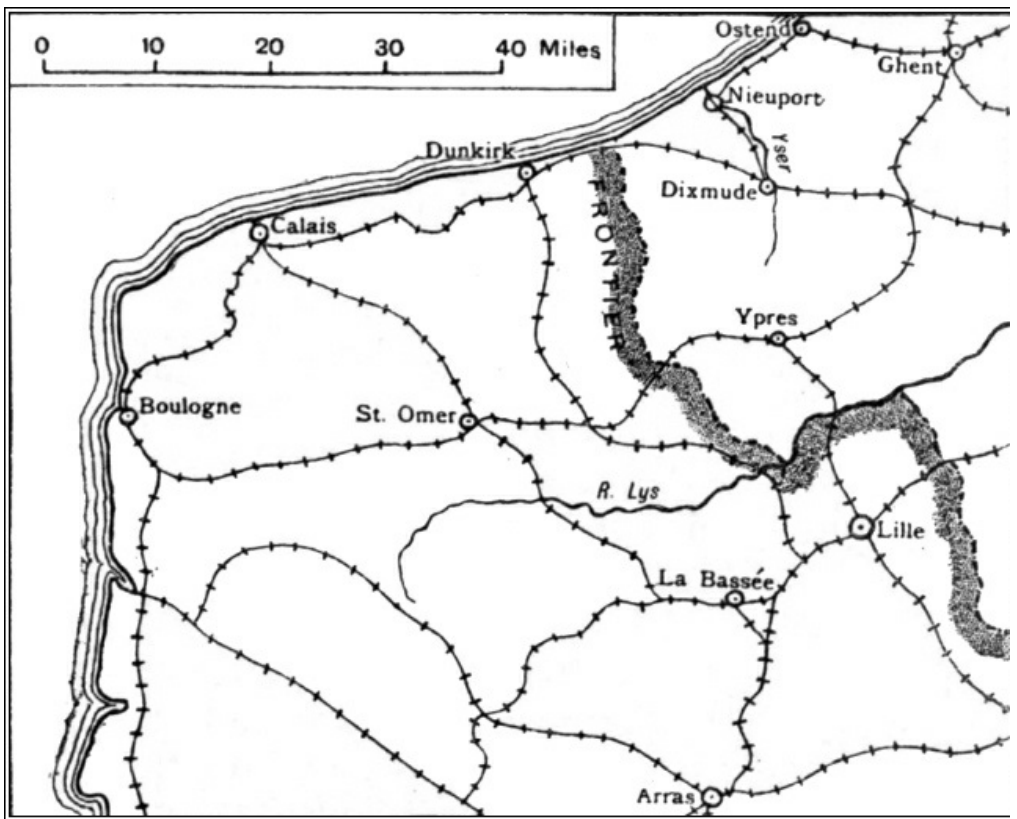 0 10 20 30 40 Miles
Ostend
Ghent
Nieuport
Yser
Dunkirk
Dixmude
FRONTIER
Calais
Ypres
Boulogne
St. Omer
R. Lys
Lille
La Bassée
Arras